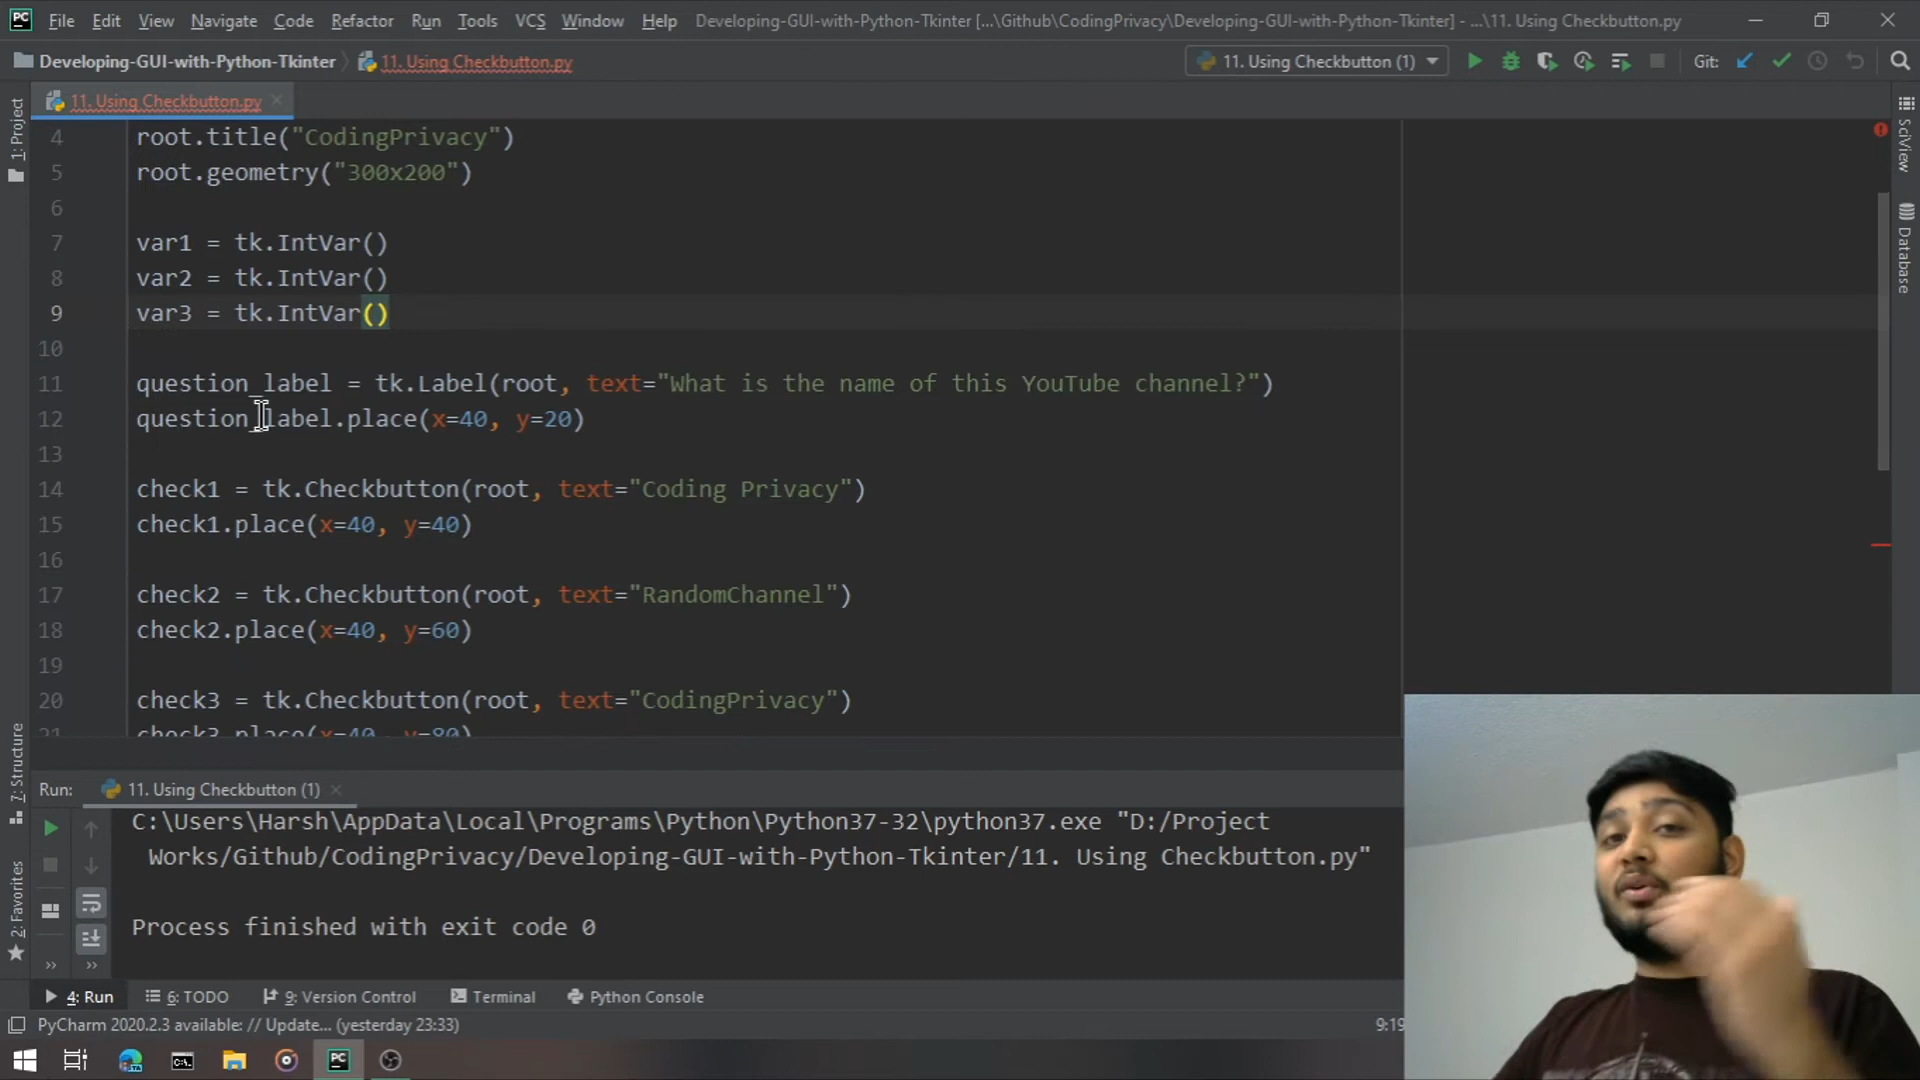 File Edit View Navigate Code Refactor Run Tools VCS Window Help Developing-GUI-with-Python-Tkinter [...\Github\CodingPrivacy\Developing-GUI-with-Python-Tkinter] - ...\11. Using Checkbutton.py
Developing-GUI-with-Python-Tkinter 11. Using Checkbutton.py 11. Using Checkbutton (1) Git:
11. Using Checkbutton.py
1: Project
SciView
Database
4 root.title("CodingPrivacy")
5 root.geometry("300x200")
6
7 var1 = tk.IntVar()
8 var2 = tk.IntVar()
9 var3 = tk.IntVar()
10
11 question_label = tk.Label(root, text="What is the name of this YouTube channel?")
12 question_label.place(x=40, y=20)
13
14 check1 = tk.Checkbutton(root, text="Coding Privacy")
15 check1.place(x=40, y=40)
16
17 check2 = tk.Checkbutton(root, text="RandomChannel")
18 check2.place(x=40, y=60)
19
20 check3 = tk.Checkbutton(root, text="CodingPrivacy")
21 check3.place(x=40, y=80)
7: Structure
2: Favorites
Run: 11. Using Checkbutton (1)
C:\Users\Harsh\AppData\Local\Programs\Python\Python37-32\python37.exe "D:/Project
Works/Github/CodingPrivacy/Developing-GUI-with-Python-Tkinter/11. Using Checkbutton.py"
Process finished with exit code 0
4: Run 6: TODO 9: Version Control Terminal Python Console
PyCharm 2020.2.3 available: // Update... (yesterday 23:33) 9:19